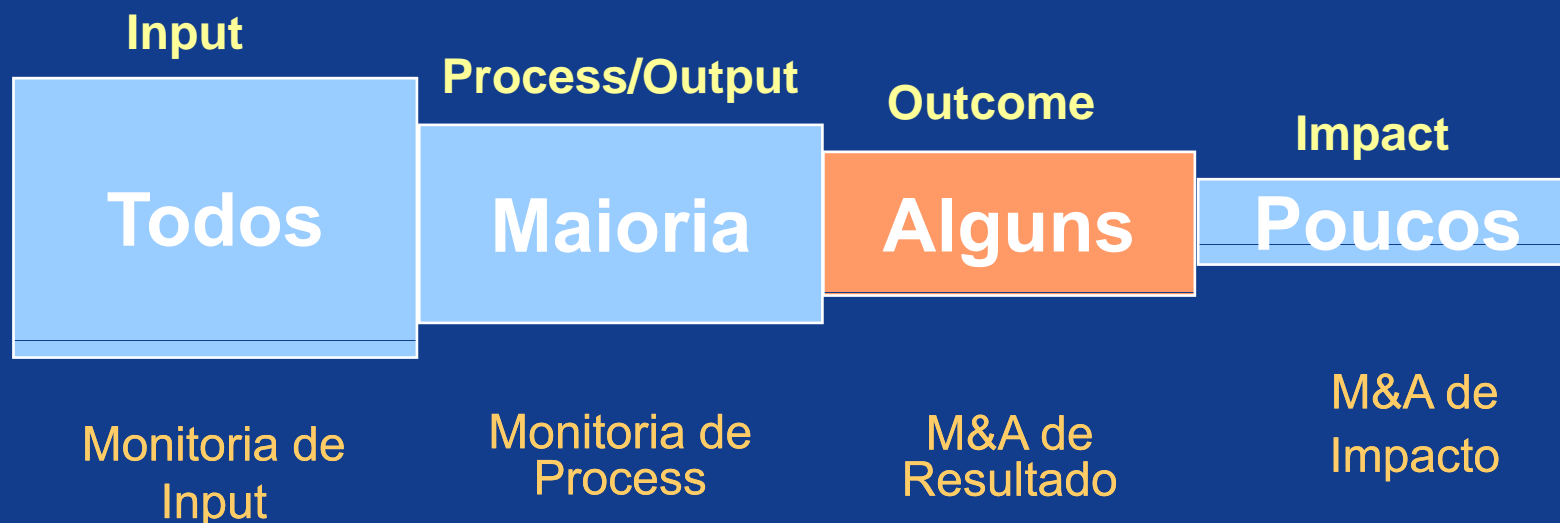 Input
Process/Output
Outcome
Impact
Todos
Maioria
Alguns
Poucos
Monitoria de
Input
Monitoria de
Process
M&A de
Resultado
M&A de
Impacto